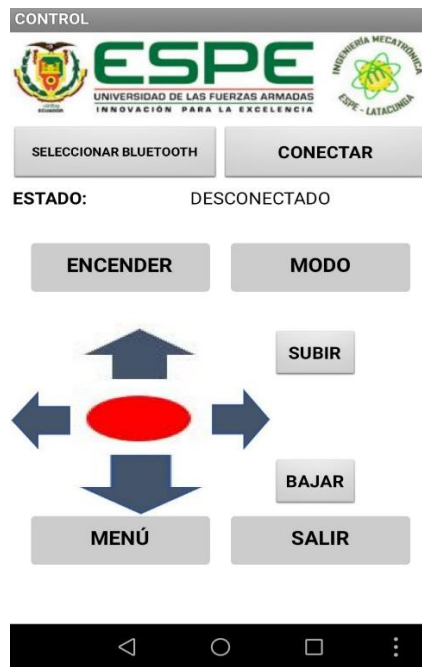 CONTROL
ESPE
UNIVERSIDAD DE LAS FUERZAS ARMADAS
INNOVACIÓN PARA LA EXCELENCIA
INGENIERÍA MECATRÓNICA
ESPE - LATACUNGA
SELECCIONAR BLUETOOTH
CONECTAR
ESTADO: DESCONECTADO
ENCENDER
MODO
SUBIR
BAJAR
MENÚ
SALIR